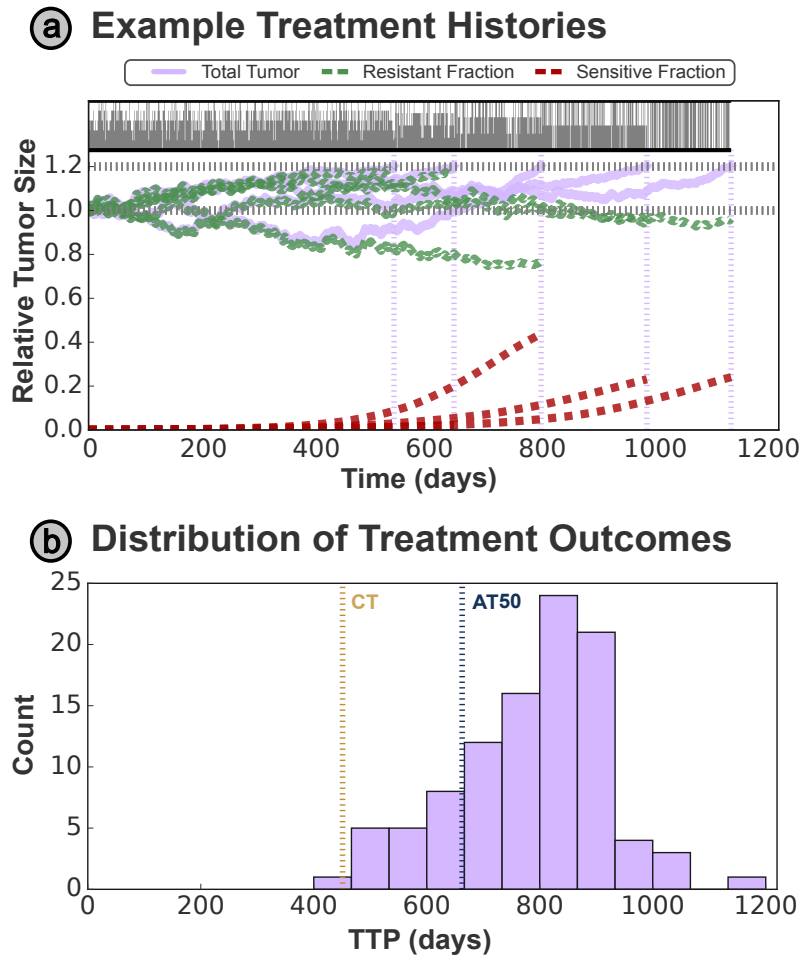 a Example Treatment Histories
Total Tumor Resistant Fraction Sensitive Fraction
Relative Tumor Size
1.2
1.0
0.8
0.6
0.4
0.2
0.0
0 200 400 600 800 1000 1200
Time (days)
b Distribution of Treatment Outcomes
CT AT50
Count
25
20
15
10
5
0
0 200 400 600 800 1000 1200
TTP (days)